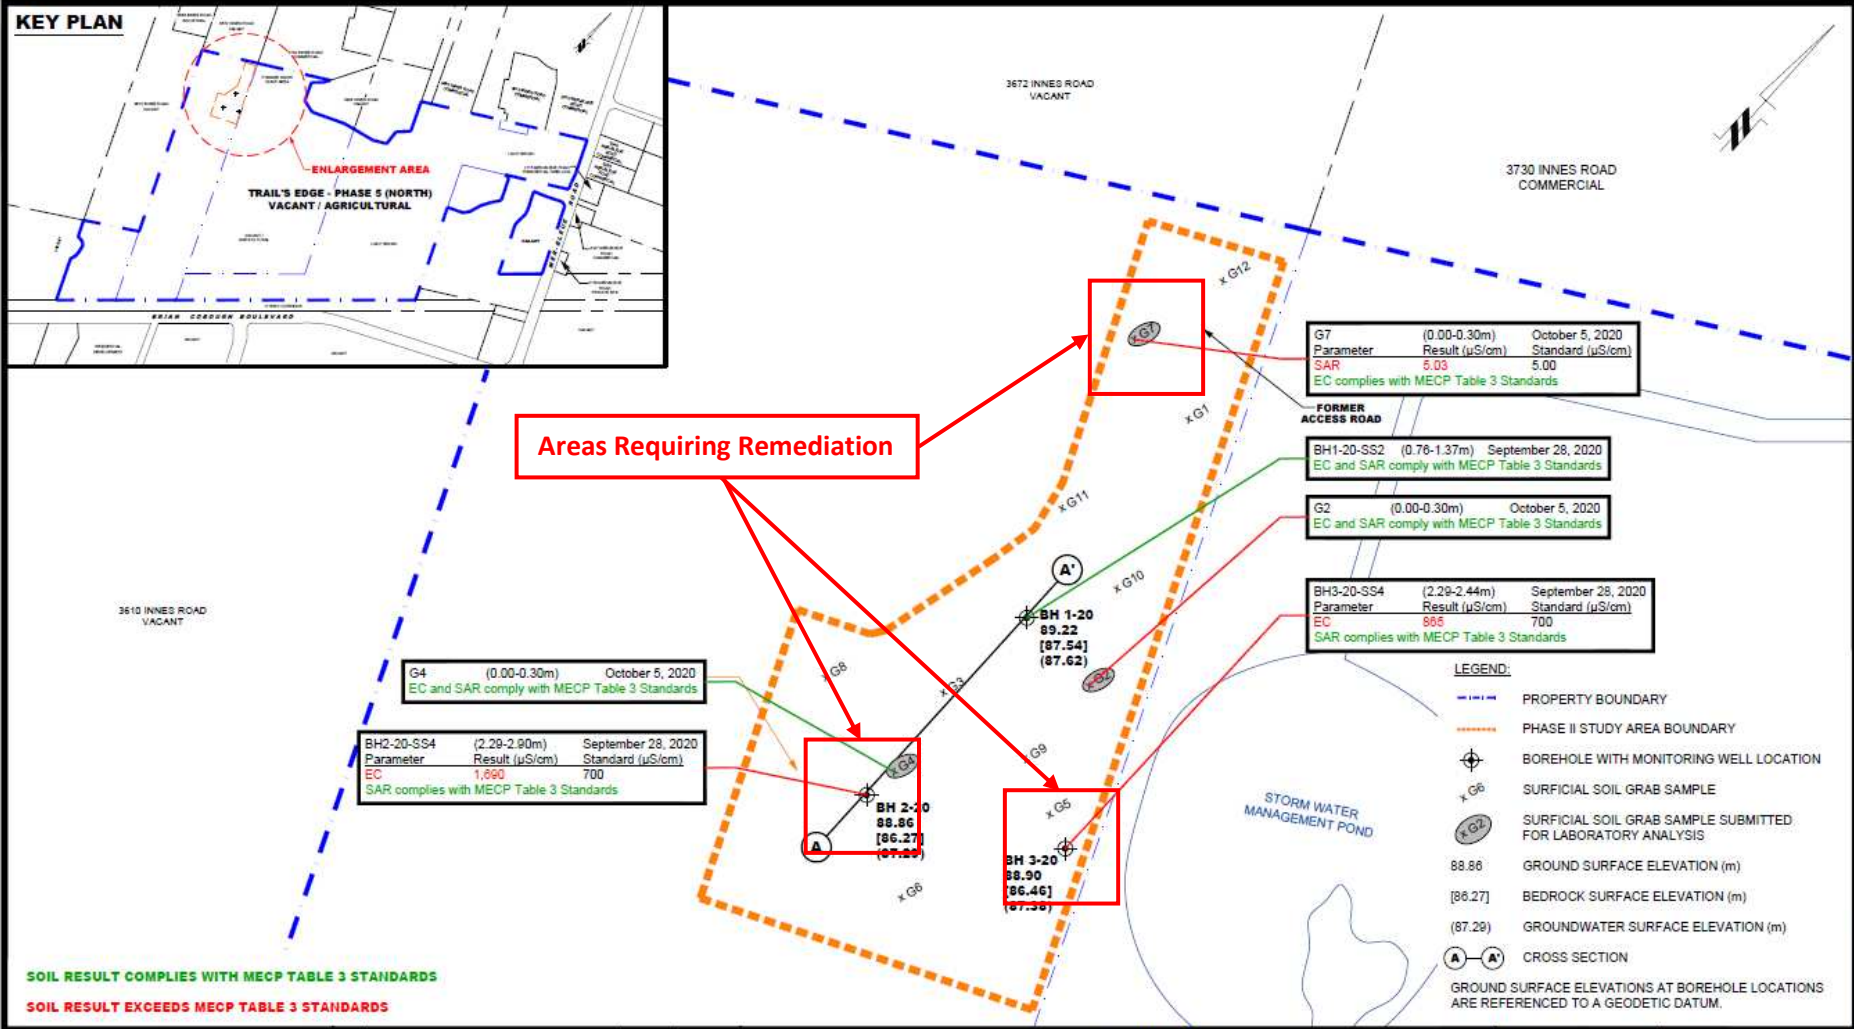 KEY PLAN
ENLARGEMENT AREA
TRAIL'S EDGE - PHASE 5 (NORTH)
VACANT / AGRICULTURAL
BRIAN COBOURN BOULEVARD
MER-BLEUE ROAD
3672 INNES ROAD
VACANT
3730 INNES ROAD
COMMERCIAL
3610 INNES ROAD
VACANT
Areas Requiring Remediation
x G12
x G7
x G1
x G11
x G10
x G2
x G3
x G8
x G9
x G4
x G5
x G6
FORMER
ACCESS ROAD
G7 (0.00-0.30m) October 5, 2020
Parameter Result (µS/cm) Standard (µS/cm)
SAR 5.03 5.00
EC complies with MECP Table 3 Standards
BH1-20-SS2 (0.76-1.37m) September 28, 2020
EC and SAR comply with MECP Table 3 Standards
G2 (0.00-0.30m) October 5, 2020
EC and SAR comply with MECP Table 3 Standards
BH3-20-SS4 (2.29-2.44m) September 28, 2020
Parameter Result (µS/cm) Standard (µS/cm)
EC 865 700
SAR complies with MECP Table 3 Standards
G4 (0.00-0.30m) October 5, 2020
EC and SAR comply with MECP Table 3 Standards
BH2-20-SS4 (2.29-2.90m) September 28, 2020
Parameter Result (µS/cm) Standard (µS/cm)
EC 1,690 700
SAR complies with MECP Table 3 Standards
A'
BH 1-20
89.22
[87.54]
(87.62)
A
BH 2-20
88.86
[86.27]
(87.29)
BH 3-20
88.90
[86.46]
(87.38)
STORM WATER
MANAGEMENT POND
LEGEND:
PROPERTY BOUNDARY
PHASE II STUDY AREA BOUNDARY
BOREHOLE WITH MONITORING WELL LOCATION
x G6 SURFICIAL SOIL GRAB SAMPLE
x G2 SURFICIAL SOIL GRAB SAMPLE SUBMITTED
FOR LABORATORY ANALYSIS
88.86 GROUND SURFACE ELEVATION (m)
[86.27] BEDROCK SURFACE ELEVATION (m)
(87.29) GROUNDWATER SURFACE ELEVATION (m)
A A' CROSS SECTION
GROUND SURFACE ELEVATIONS AT BOREHOLE LOCATIONS
ARE REFERENCED TO A GEODETIC DATUM.
SOIL RESULT COMPLIES WITH MECP TABLE 3 STANDARDS
SOIL RESULT EXCEEDS MECP TABLE 3 STANDARDS